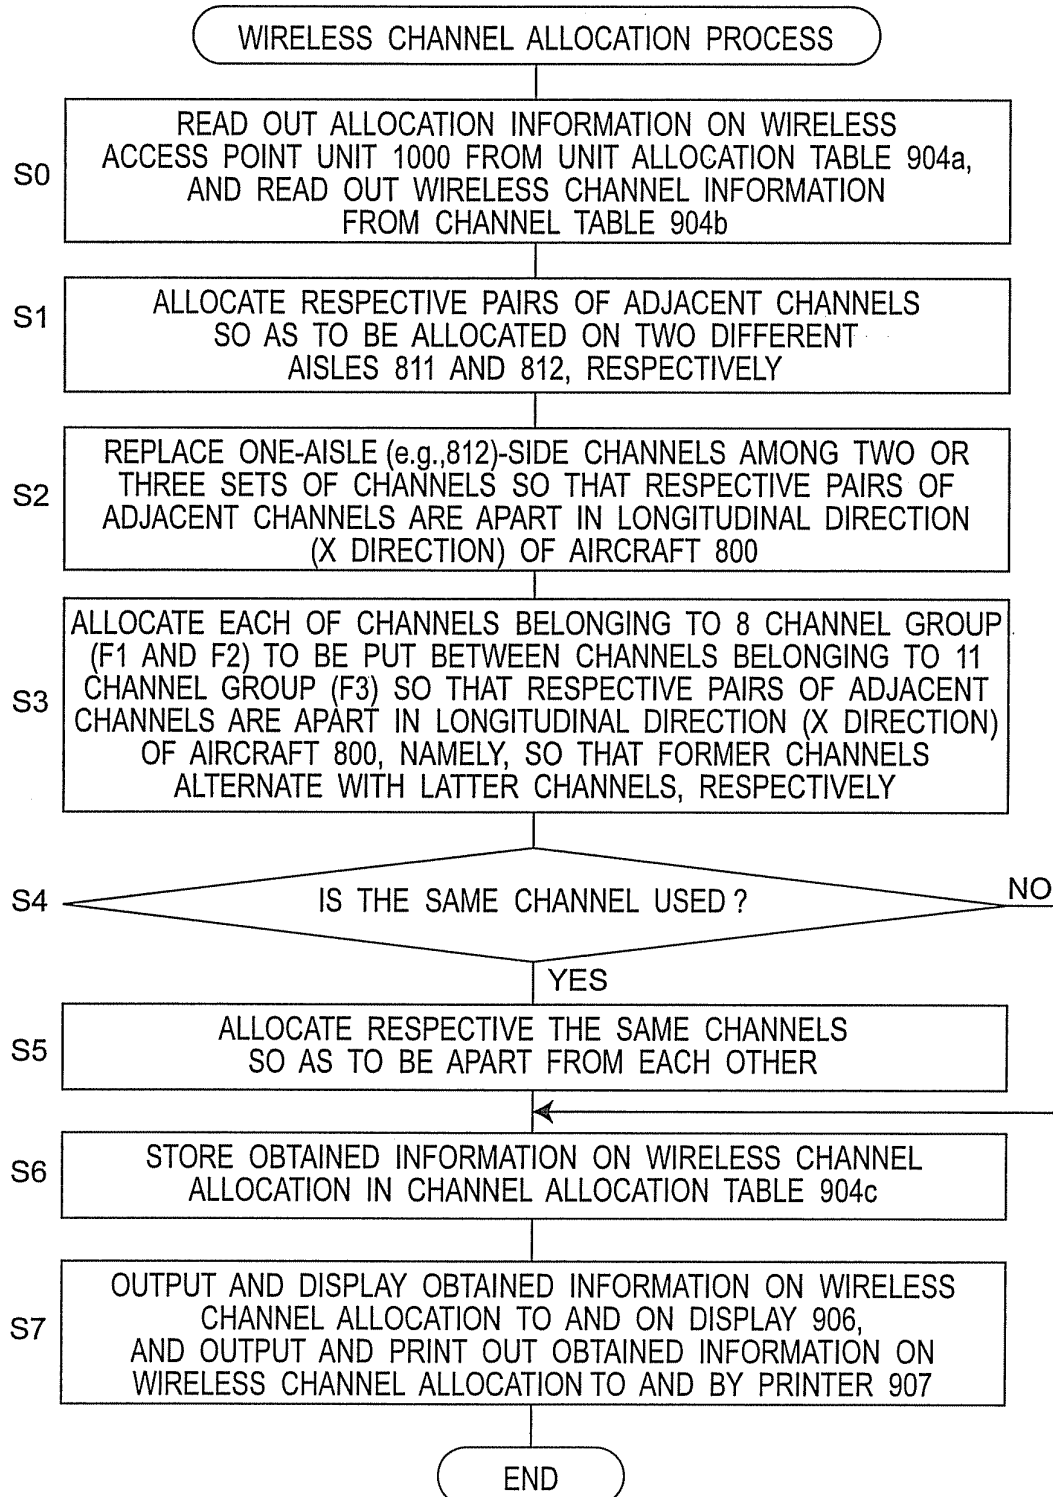 WIRELESS CHANNEL ALLOCATION PROCESS
S0
READ OUT ALLOCATION INFORMATION ON WIRELESS
ACCESS POINT UNIT 1000 FROM UNIT ALLOCATION TABLE 904a,
AND READ OUT WIRELESS CHANNEL INFORMATION
FROM CHANNEL TABLE 904b
S1
ALLOCATE RESPECTIVE PAIRS OF ADJACENT CHANNELS
SO AS TO BE ALLOCATED ON TWO DIFFERENT
AISLES 811 AND 812, RESPECTIVELY
S2
REPLACE ONE-AISLE (e.g.,812)-SIDE CHANNELS AMONG TWO OR
THREE SETS OF CHANNELS SO THAT RESPECTIVE PAIRS OF
ADJACENT CHANNELS ARE APART IN LONGITUDINAL DIRECTION
(X DIRECTION) OF AIRCRAFT 800
S3
ALLOCATE EACH OF CHANNELS BELONGING TO 8 CHANNEL GROUP
(F1 AND F2) TO BE PUT BETWEEN CHANNELS BELONGING TO 11
CHANNEL GROUP (F3) SO THAT RESPECTIVE PAIRS OF ADJACENT
CHANNELS ARE APART IN LONGITUDINAL DIRECTION (X DIRECTION)
OF AIRCRAFT 800, NAMELY, SO THAT FORMER CHANNELS
ALTERNATE WITH LATTER CHANNELS, RESPECTIVELY
S4
IS THE SAME CHANNEL USED ?
NO
YES
S5
ALLOCATE RESPECTIVE THE SAME CHANNELS
SO AS TO BE APART FROM EACH OTHER
S6
STORE OBTAINED INFORMATION ON WIRELESS CHANNEL
ALLOCATION IN CHANNEL ALLOCATION TABLE 904c
S7
OUTPUT AND DISPLAY OBTAINED INFORMATION ON WIRELESS
CHANNEL ALLOCATION TO AND ON DISPLAY 906,
AND OUTPUT AND PRINT OUT OBTAINED INFORMATION ON
WIRELESS CHANNEL ALLOCATION TO AND BY PRINTER 907
END